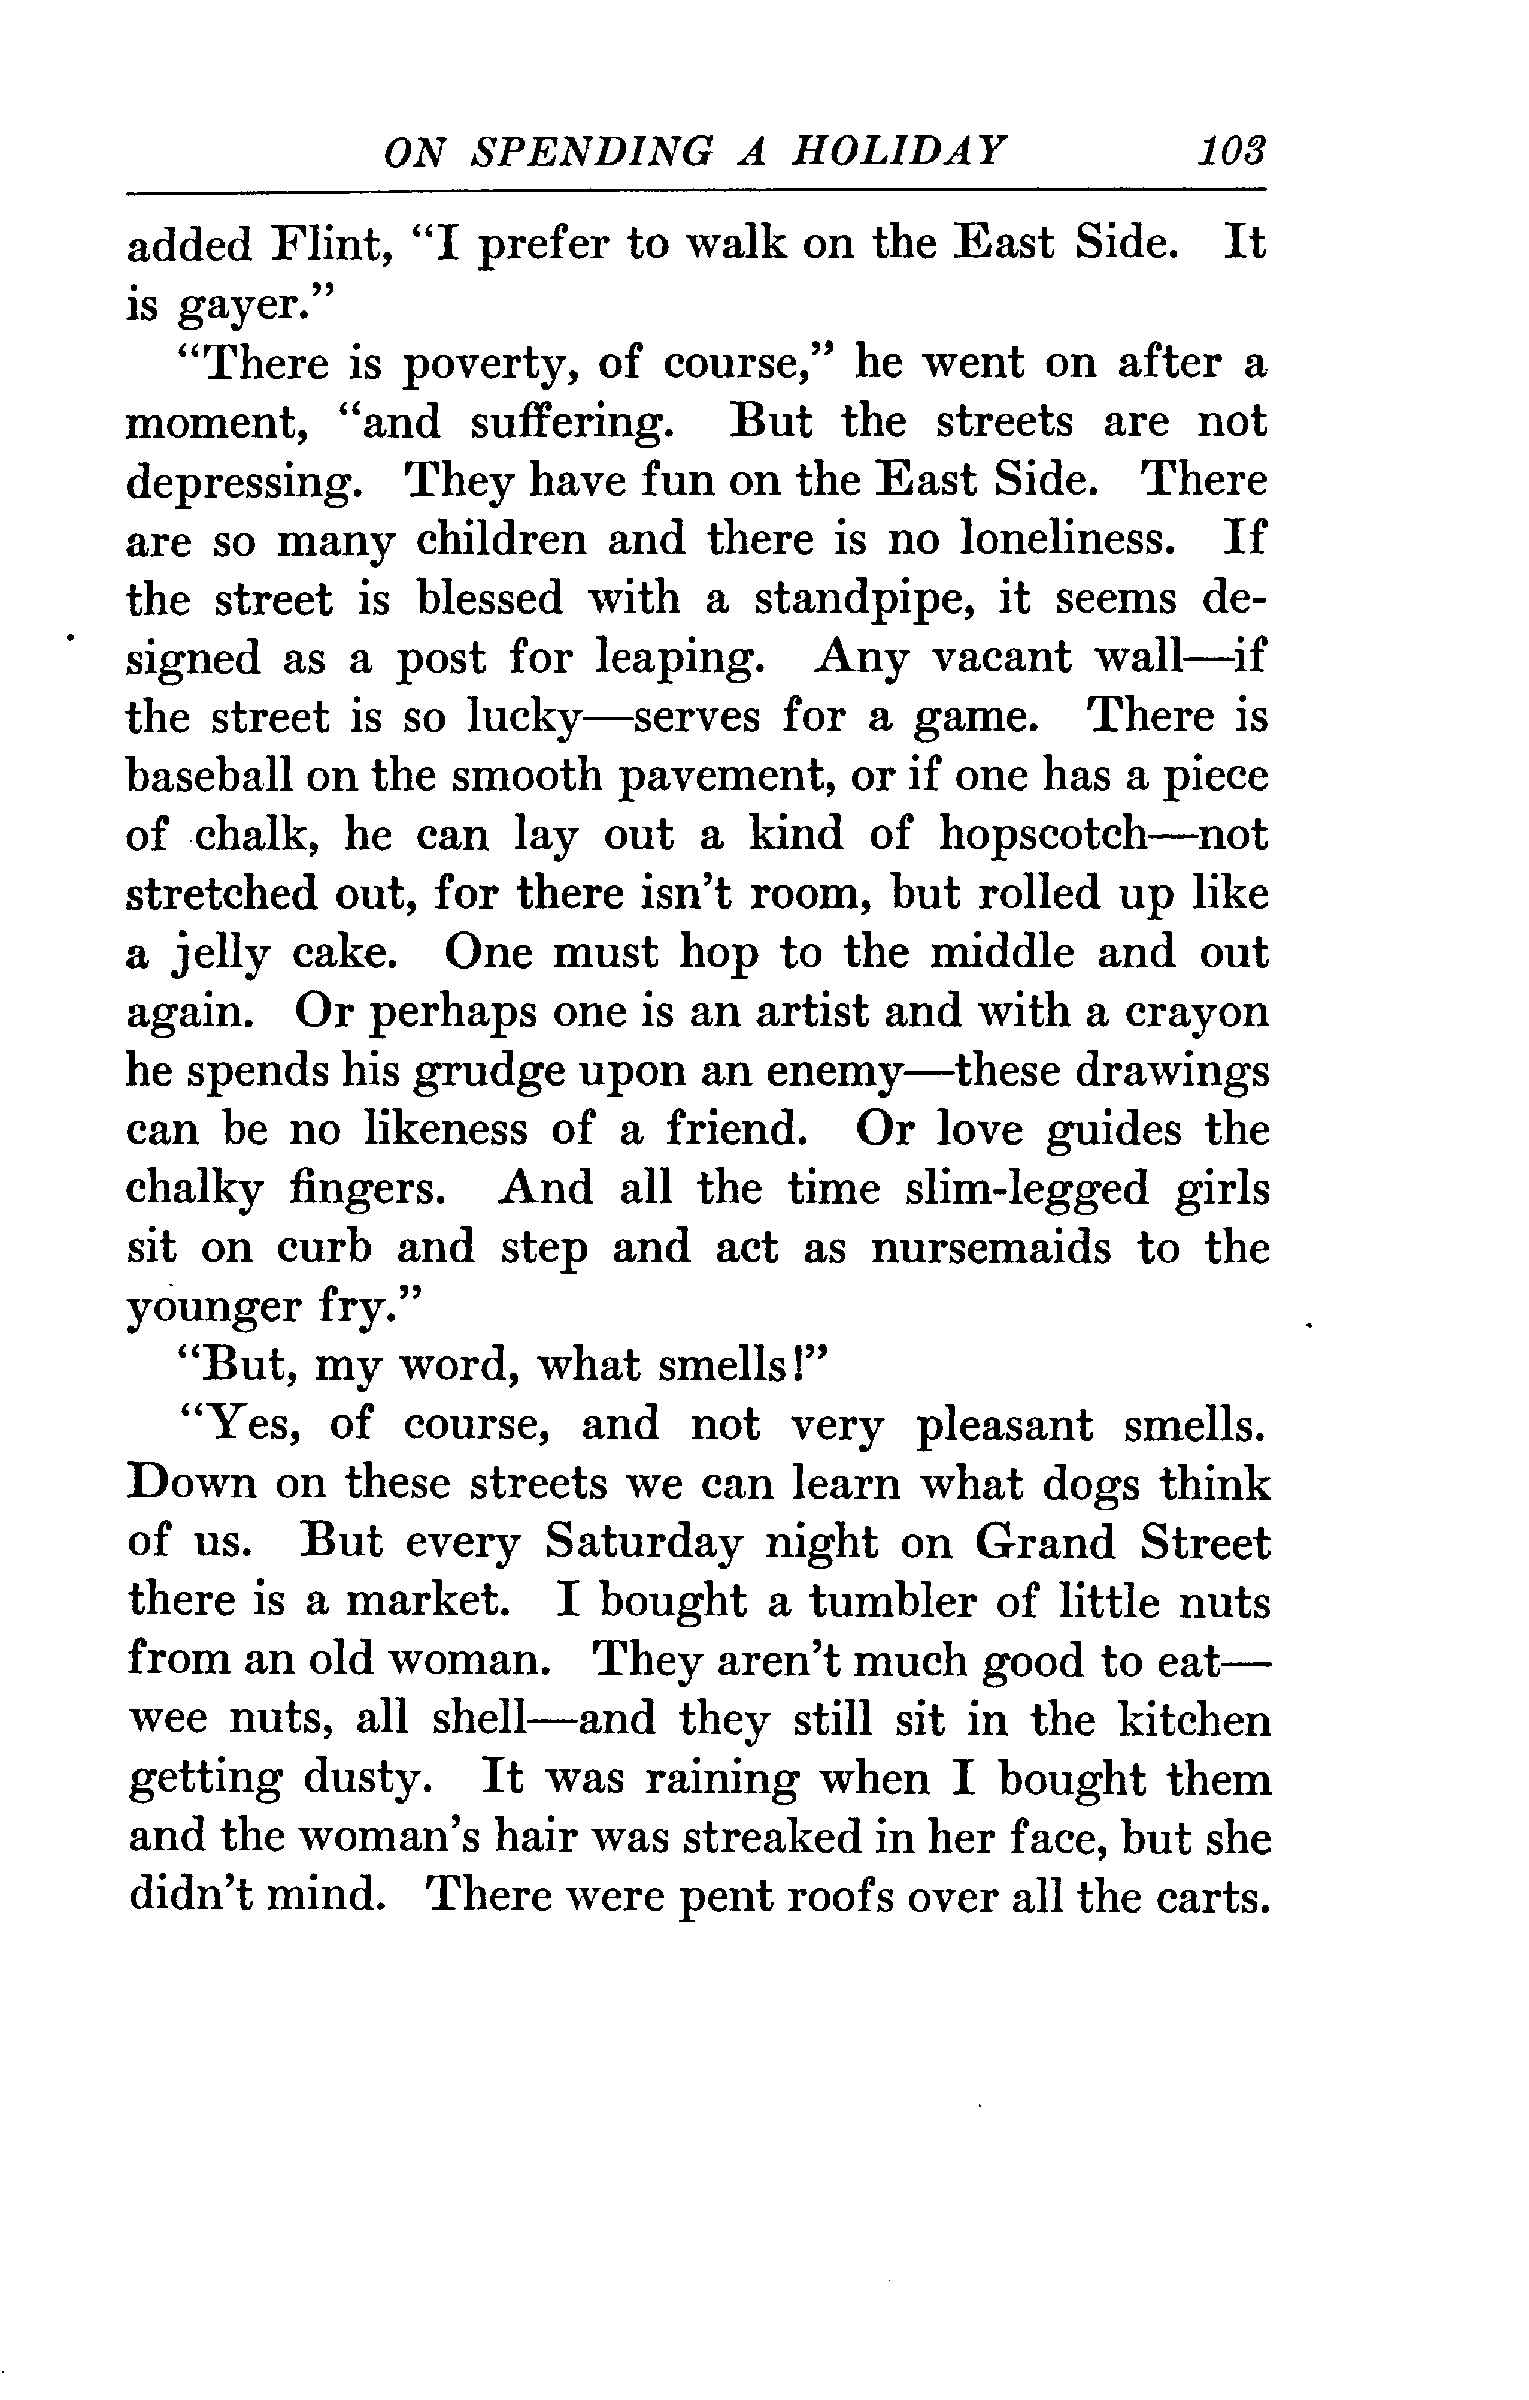 ON SPENDING A HOLIDAY 103
added Flint, “I prefer to walk on the East Side. It
is gayer.”
“There is poverty, of course,” he went on after a
moment, “and suffering. But the streets are not
depressing. They have fun on the East Side. There
are so many children and there is no loneliness. If
the street is blessed with a standpipe, it seems de-
signed as a post for leaping. Any vacant wall—if
the street is so lucky—serves for a game. There is
baseball on the smooth pavement, or if one has a piece
of chalk, he can lay out a kind of hopscotch—not
stretched out, for there isn’t room, but rolled up like
a jelly cake. One must hop to the middle and out
again. Or perhaps one is an artist and with a crayon
he spends his grudge upon an enemy—these drawings
can be no likeness of a friend. Or love guides the
chalky fingers. And all the time slim-legged girls
sit on curb and step and act as nursemaids to the
younger fry.”
“But, my word, what smells!”
“Yes, of course, and not very pleasant smells.
Down on these streets we can learn what dogs think
of us. But every Saturday night on Grand Street
there is a market. I bought a tumbler of little nuts
from an old woman. They aren’t much good to eat—
wee nuts, all shell—and they still sit in the kitchen
getting dusty. It was raining when I bought them
and the woman’s hair was streaked in her face, but she
didn’t mind. There were pent roofs over all the carts.